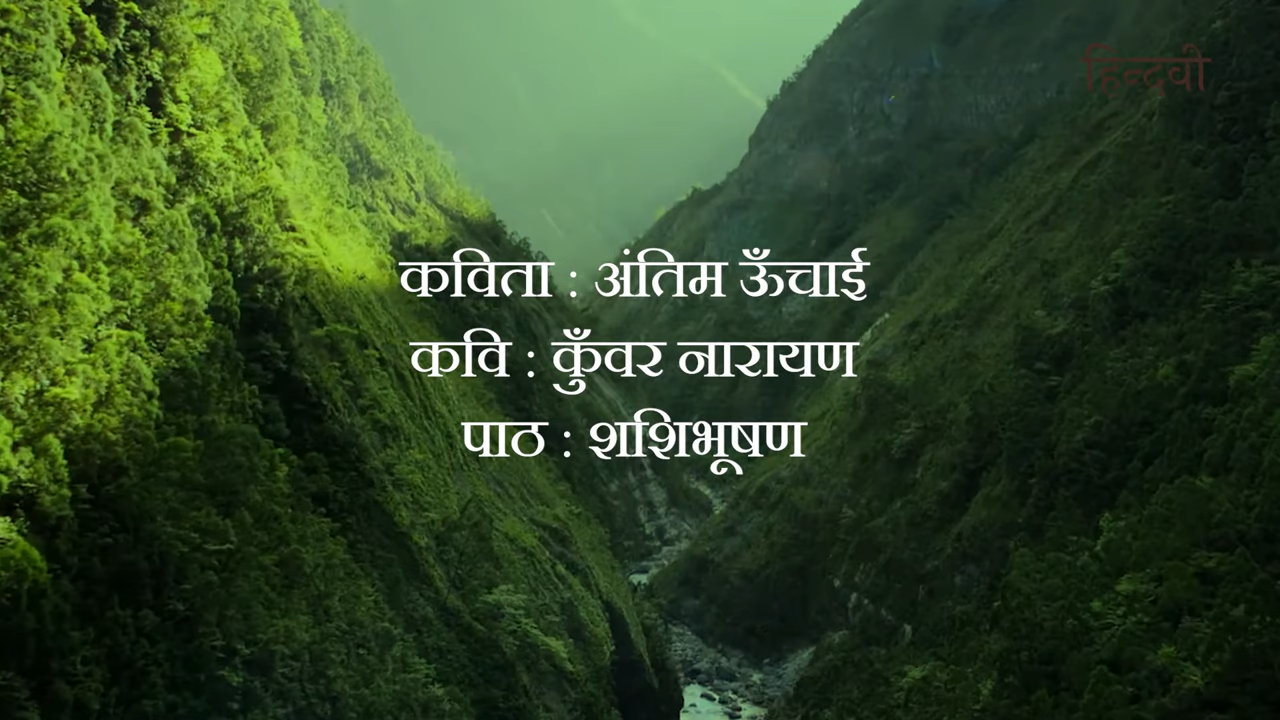 हिन्दवी
कविता : अंतिम ऊँचाई
कवि : कुँवर नारायण
पाठ : शशिभूषण